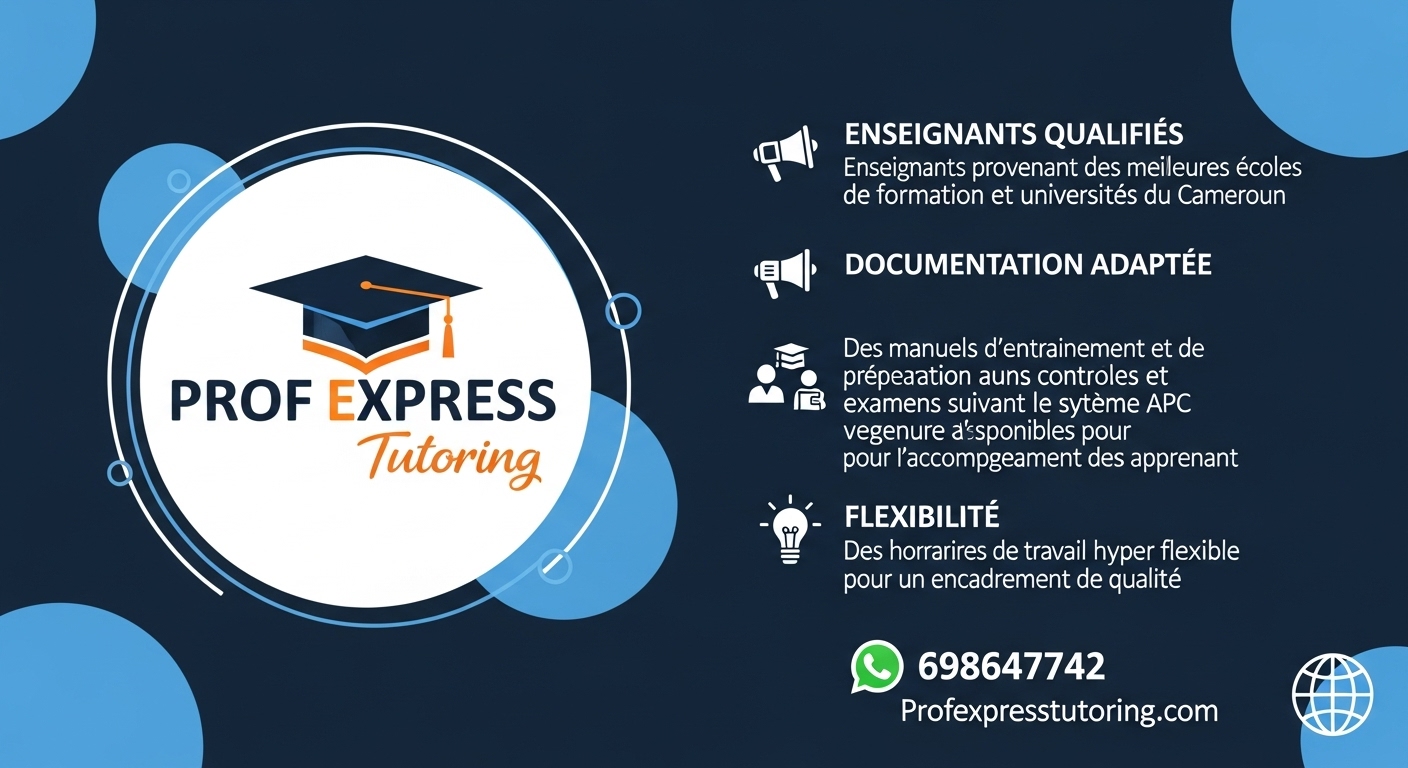 PROF EXPRESS
Tutoring
ENSEIGNANTS QUALIFIÉS
Enseignants provenant des meilleures écoles
de formation et universités du Cameroun
DOCUMENTATION ADAPTÉE
Des manuels d'entrainement et de
prépeaation auns controles et
examens suivant le sytème APC
vegenure pour
pour l'accompgeament des apprenant
FLEXIBILITÉ
Des horrarires de travail hyper flexible
pour un encadrement de qualité
698647742
Profexpresstutoring.com